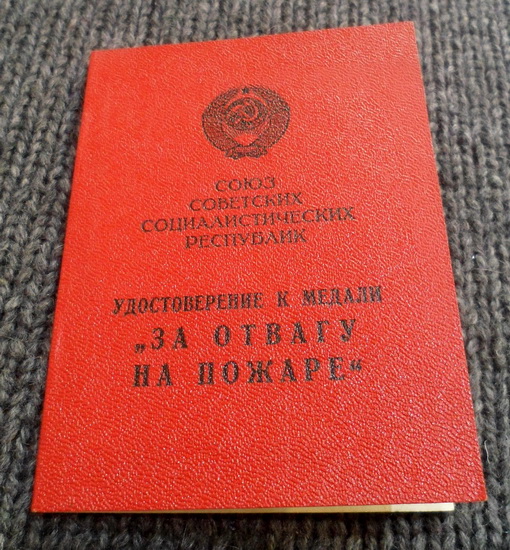 СОЮЗ
СОВЕТСКИХ
СОЦИАЛИСТИЧЕСКИХ
РЕСПУБЛИК
УДОСТОВЕРЕНИЕ К МЕДАЛИ
„ЗА ОТВАГУ
НА ПОЖАРЕ“